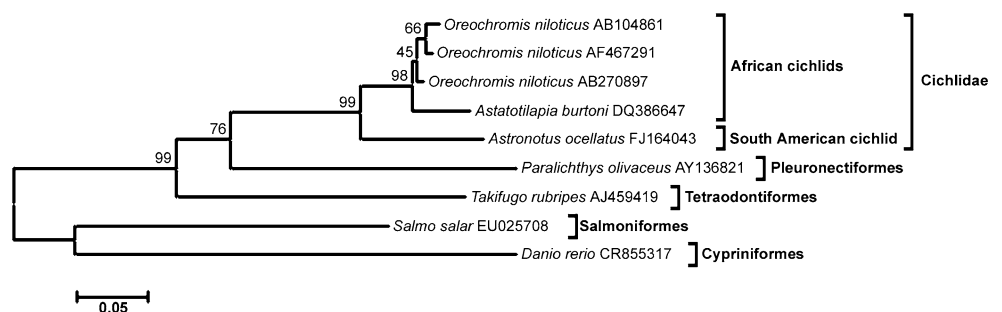 Oreochromis niloticus AB104861
66
Oreochromis niloticus AF467291
45
African cichlids
Cichlidae
98
Oreochromis niloticus AB270897
99
Astatotilapia burtoni DQ386647
76
Astronotus ocellatus FJ164043
South American cichlid
99
Paralichthys olivaceus AY136821
Pleuronectiformes
Takifugo rubripes AJ459419
Tetraodontiformes
Salmo salar EU025708
Salmoniformes
Danio rerio CR855317
Cypriniformes
0.05